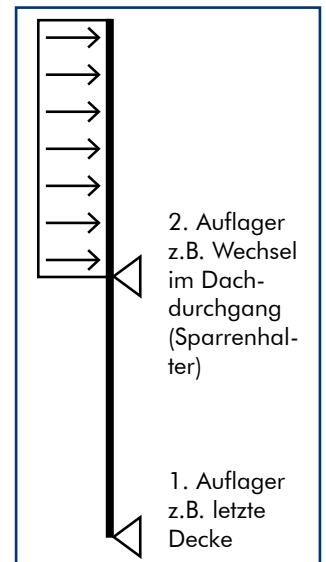 2. Auflager
z.B. Wechsel
im Dach-
durchgang
(Sparrenhal-
ter)
1. Auflager
z.B. letzte
Decke